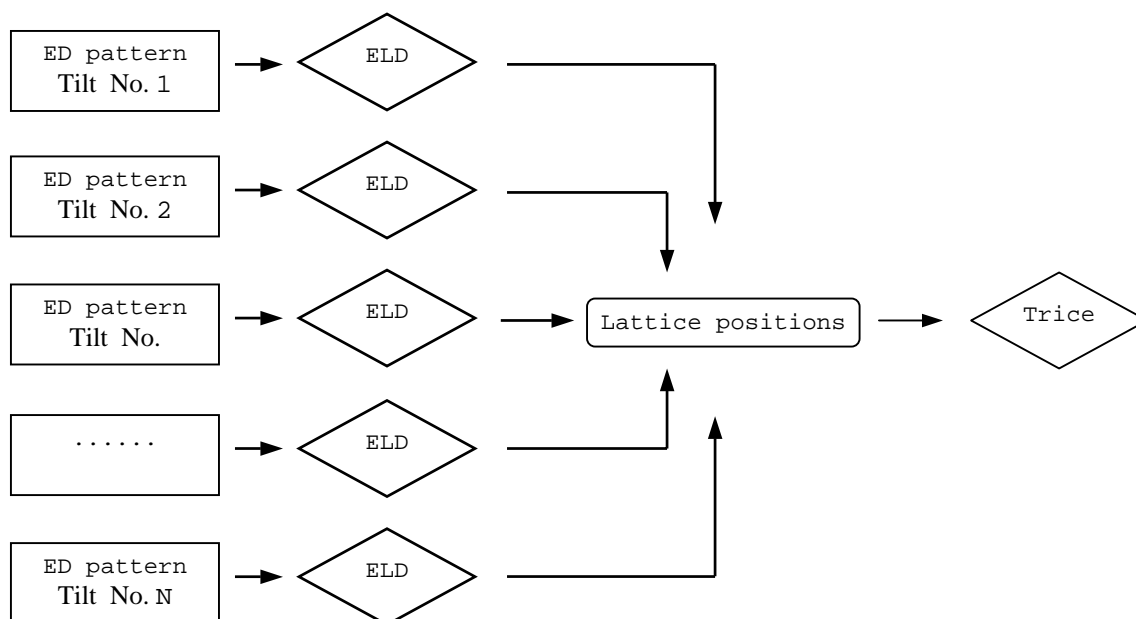 ED pattern
Tilt No. 1
ELD
ED pattern
Tilt No. 2
ELD
ED pattern
Tilt No.
ELD
Lattice positions
Trice
......
ELD
ED pattern
Tilt No. N
ELD